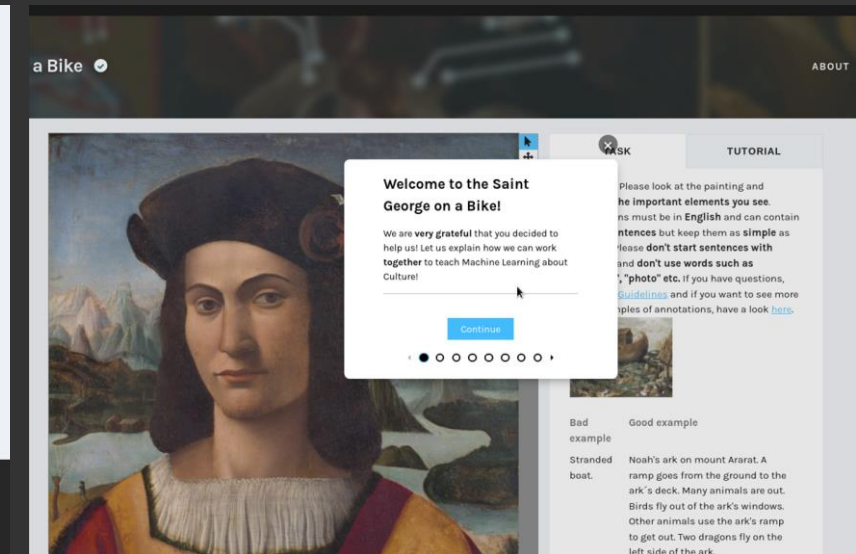 a Bike
ABOUT
TUTORIAL
Welcome to the Saint
George on a Bike!
We are very grateful that you decided to
help us! Let us explain how we can work
together to teach Machine Learning about
Culture!
Continue
Please look at the painting and
important elements you see.
must be in English and can contain
but keep them as simple as
don't start sentences with
and don't use words such as
"photo" etc. If you have questions,
Guidelines and if you want to see more
of annotations, have a look here.
Bad
example
Good example
Stranded
boat.
Noah's ark on mount Ararat. A
ramp goes from the ground to the
ark´s deck. Many animals are out.
Birds fly out of the ark's windows.
Other animals use the ark's ramp
to get out. Two dragons fly on the
left side of the ark.